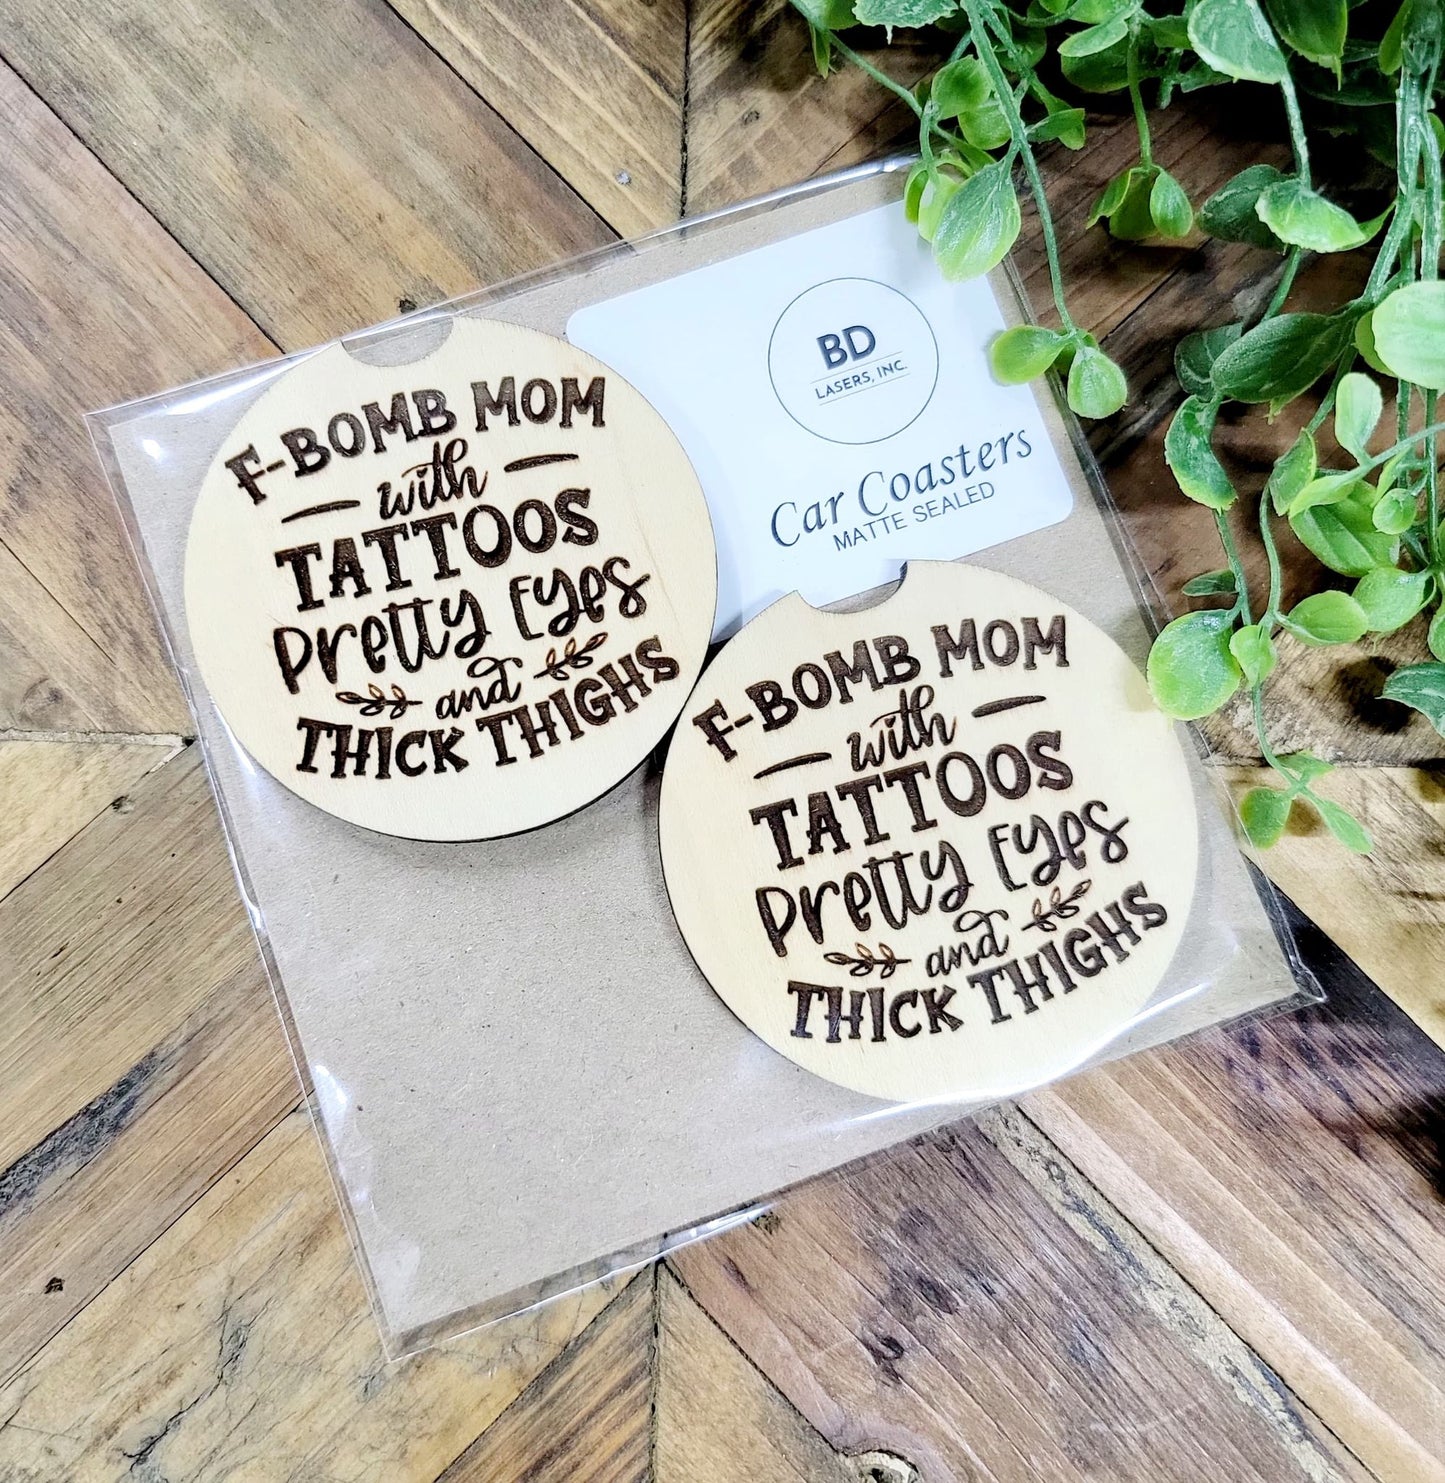 F-BOMB MOM
with
TATTOOS
Pretty Eyes
and
THICK THIGHS
BD
LASERS, INC.
Car Coasters
MATTE SEALED
F-BOMB MOM
with
TATTOOS
Pretty Eyes
and
THICK THIGHS